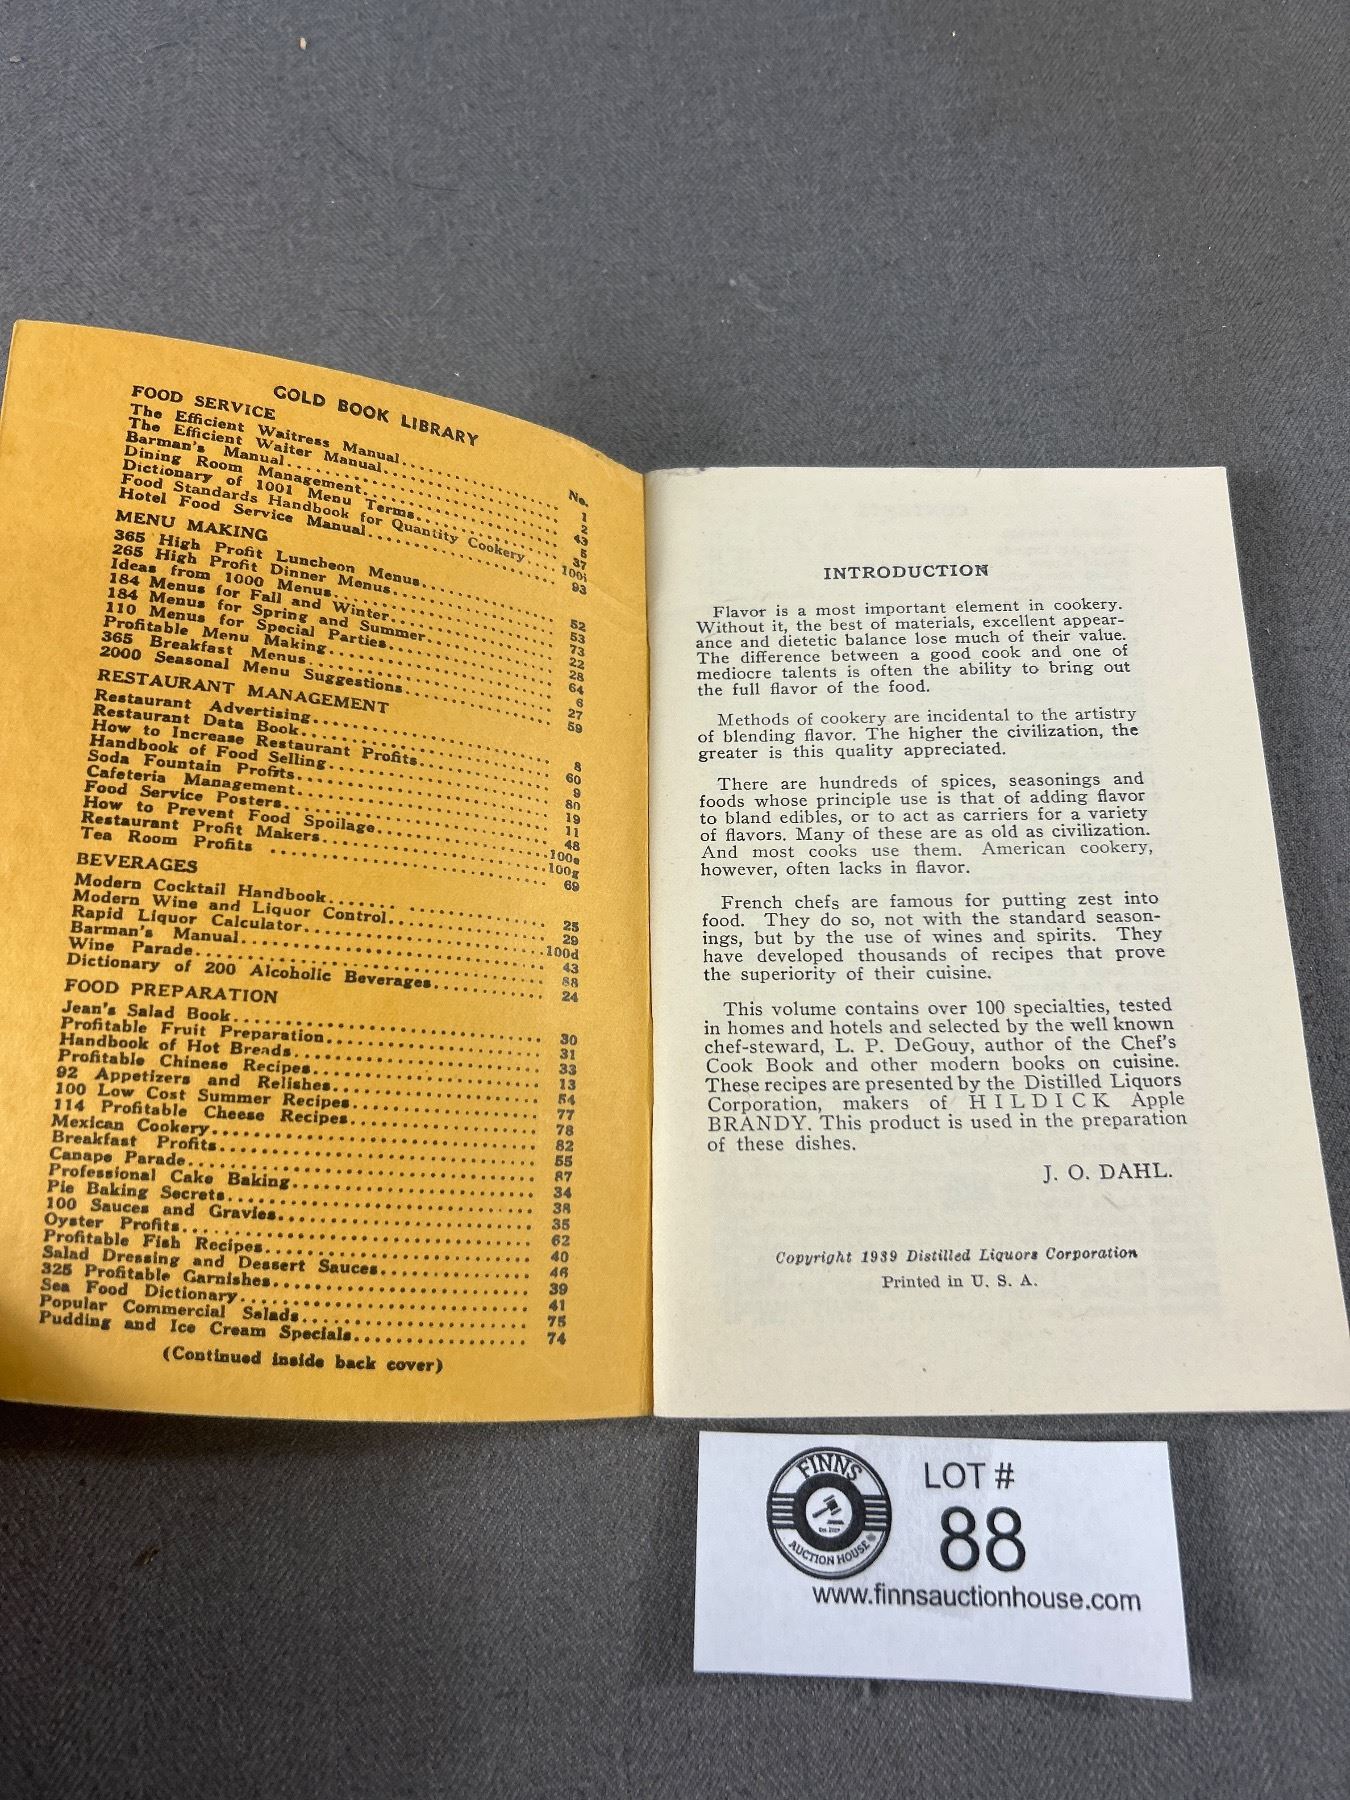 GOLD BOOK LIBRARY
No.
FOOD SERVICE
The Efficient Waitress Manual 1
The Efficient Waiter Manual 2
Barman's Manual 43
Dining Room Management 5
Dictionary of 1001 Menu Terms 37
Food Standards Handbook for Quantity Cookery 100i
Hotel Food Service Manual 93
MENU MAKING
365 High Profit Luncheon Menus 52
265 High Profit Dinner Menus 53
Ideas from 1000 Menus 73
184 Menus for Fall and Winter 22
184 Menus for Spring and Summer 28
110 Menus for Special Parties 64
Profitable Menu Making 6
365 Breakfast Menus 27
2000 Seasonal Menu Suggestions 59
RESTAURANT MANAGEMENT
Restaurant Advertising 8
Restaurant Data Book 60
How to Increase Restaurant Profits 9
Handbook of Food Selling 80
Soda Fountain Profits 19
Cafeteria Management 11
Food Service Posters 48
How to Prevent Food Spoilage 100e
Restaurant Profit Makers 100g
Tea Room Profits 69
BEVERAGES
Modern Cocktail Handbook 25
Modern Wine and Liquor Control 29
Rapid Liquor Calculator 100d
Barman's Manual 43
Wine Parade 88
Dictionary of 200 Alcoholic Beverages 24
FOOD PREPARATION
Jean's Salad Book 30
Profitable Fruit Preparation 31
Handbook of Hot Breads 33
Profitable Chinese Recipes 13
92 Appetizers and Relishes 54
100 Low Cost Summer Recipes 77
114 Profitable Cheese Recipes 78
Mexican Cookery 82
Breakfast Profits 55
Canape Parade 87
Professional Cake Baking 34
Pie Baking Secrets 38
100 Sauces and Gravies 35
Oyster Profits 62
Profitable Fish Recipes 40
Salad Dressing and Dessert Sauces 46
325 Profitable Garnishes 39
Sea Food Dictionary 41
Popular Commercial Salads 75
Pudding and Ice Cream Specials 74
(Continued inside back cover)
INTRODUCTION
Flavor is a most important element in cookery.
Without it, the best of materials, excellent appear-
ance and dietetic balance lose much of their value.
The difference between a good cook and one of
mediocre talents is often the ability to bring out
the full flavor of the food.
Methods of cookery are incidental to the artistry
of blending flavor. The higher the civilization, the
greater is this quality appreciated.
There are hundreds of spices, seasonings and
foods whose principle use is that of adding flavor
to bland edibles, or to act as carriers for a variety
of flavors. Many of these are as old as civilization.
And most cooks use them. American cookery,
however, often lacks in flavor.
French chefs are famous for putting zest into
food. They do so, not with the standard season-
ings, but by the use of wines and spirits. They
have developed thousands of recipes that prove
the superiority of their cuisine.
This volume contains over 100 specialties, tested
in homes and hotels and selected by the well known
chef-steward, L. P. DeGouy, author of the Chef's
Cook Book and other modern books on cuisine.
These recipes are presented by the Distilled Liquors
Corporation, makers of HILDICK Apple
BRANDY. This product is used in the preparation
of these dishes.
J. O. DAHL.
Copyright 1939 Distilled Liquors Corporation
Printed in U. S. A.
FINNS
AUCTION HOUSE
LOT #
88
www.finnsauctionhouse.com